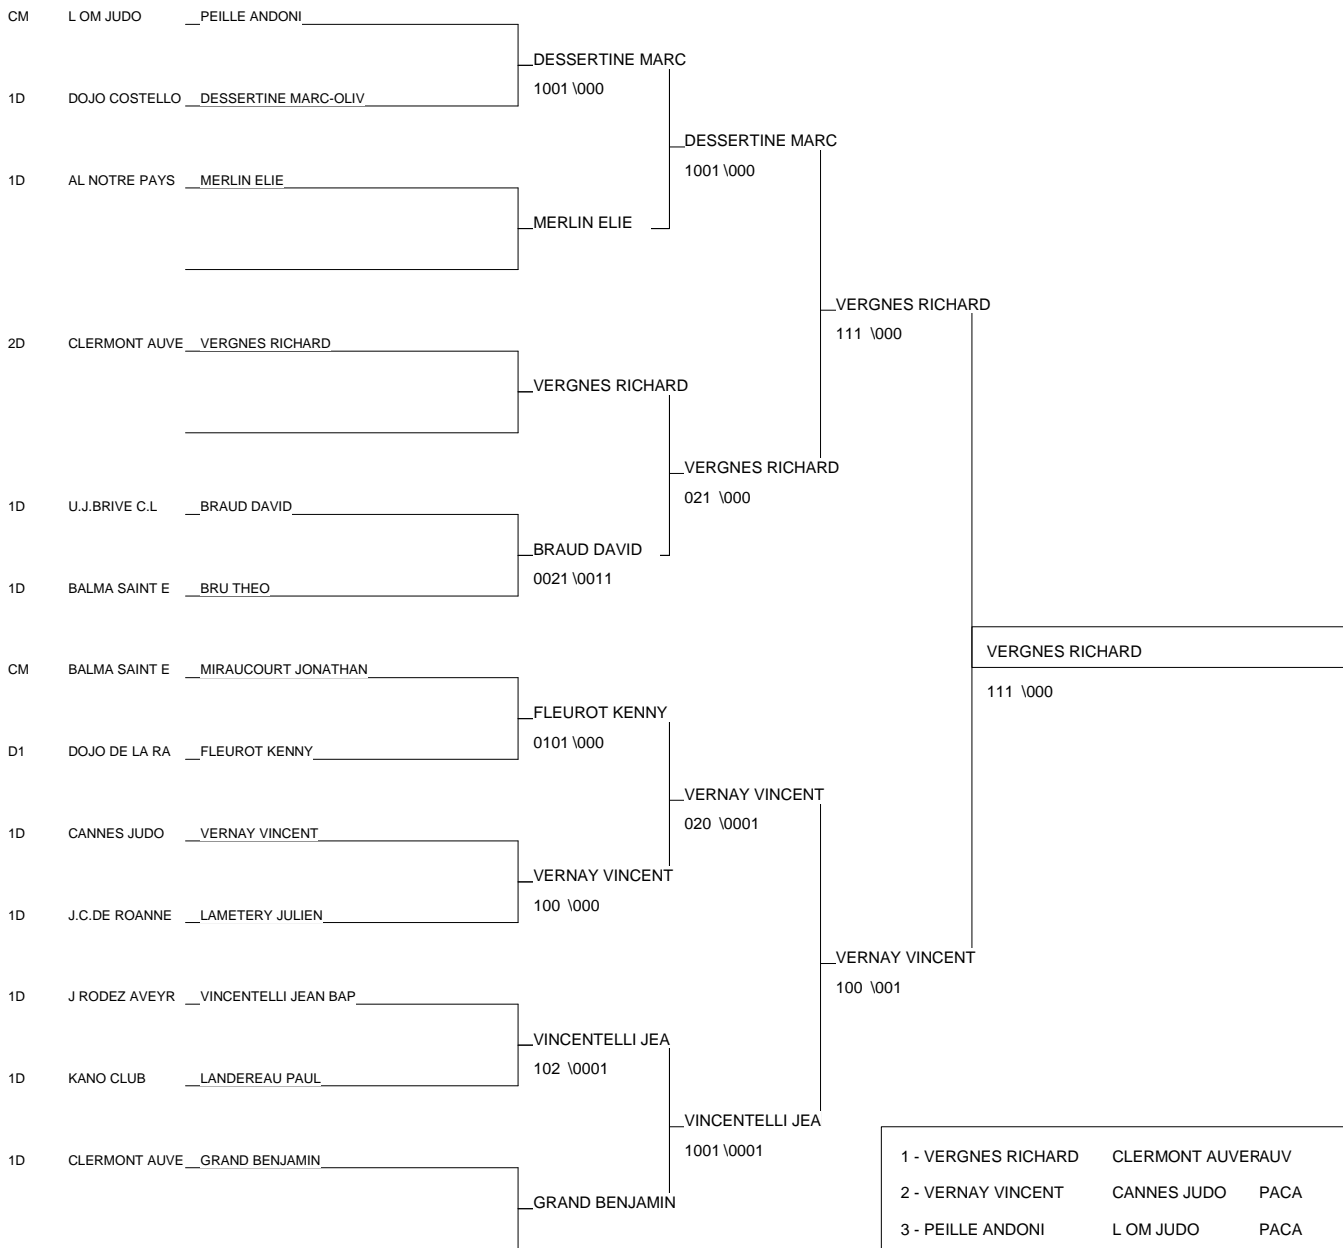 CM L OM JUDO PEILLE ANDONI
DESSERTINE MARC
1001 \000
1D DOJO COSTELLO DESSERTINE MARC-OLIV
DESSERTINE MARC
1001 \000
1D AL NOTRE PAYS MERLIN ELIE
MERLIN ELIE
VERGNES RICHARD
111 \000
2D CLERMONT AUVE VERGNES RICHARD
VERGNES RICHARD
VERGNES RICHARD
021 \000
1D U.J.BRIVE C.L BRAUD DAVID
BRAUD DAVID
0021 \0011
1D BALMA SAINT E BRU THEO
VERGNES RICHARD
111 \000
CM BALMA SAINT E MIRAUCOURT JONATHAN
FLEUROT KENNY
0101 \000
D1 DOJO DE LA RA FLEUROT KENNY
VERNAY VINCENT
020 \0001
1D CANNES JUDO VERNAY VINCENT
VERNAY VINCENT
100 \000
1D J.C.DE ROANNE LAMETERY JULIEN
VERNAY VINCENT
100 \001
1D J RODEZ AVEYR VINCENTELLI JEAN BAP
VINCENTELLI JEA
102 \0001
1D KANO CLUB LANDEREAU PAUL
VINCENTELLI JEA
1001 \0001
1D CLERMONT AUVE GRAND BENJAMIN
GRAND BENJAMIN
1 - VERGNES RICHARD CLERMONT AUVERAUV
2 - VERNAY VINCENT CANNES JUDO PACA
3 - PEILLE ANDONI L OM JUDO PACA